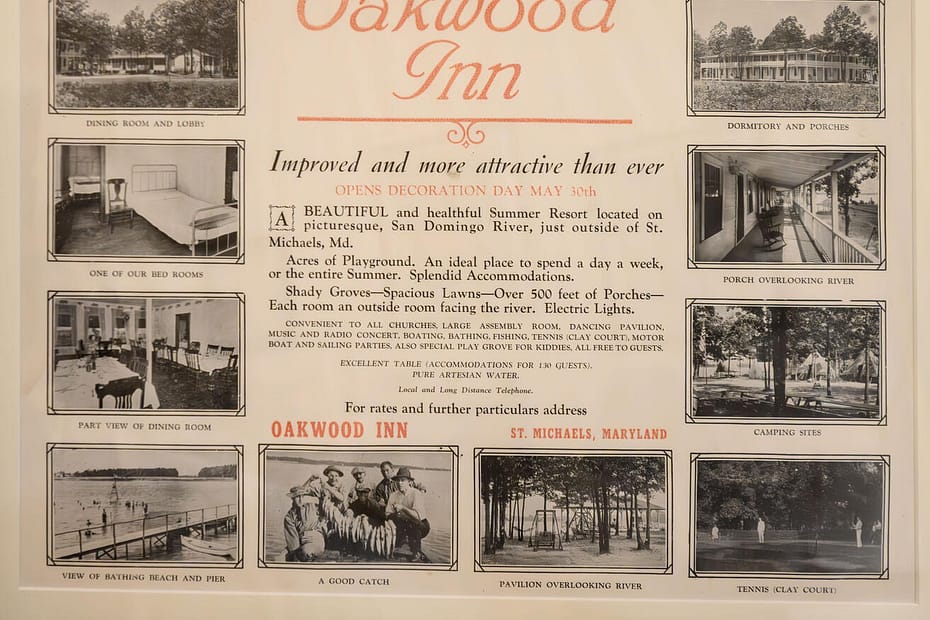 Oakwood
Inn
DINING ROOM AND LOBBY
DORMITORY AND PORCHES
Improved and more attractive than ever
OPENS DECORATION DAY MAY 30th
A BEAUTIFUL and healthful Summer Resort located on
picturesque, San Domingo River, just outside of St.
Michaels, Md.
Acres of Playground. An ideal place to spend a day a week,
or the entire Summer. Splendid Accommodations.
Shady Groves—Spacious Lawns—Over 500 feet of Porches—
Each room an outside room facing the river. Electric Lights.
CONVENIENT TO ALL CHURCHES, LARGE ASSEMBLY ROOM, DANCING PAVILION,
MUSIC AND RADIO CONCERT, BOATING, BATHING, FISHING, TENNIS (CLAY COURT), MOTOR
BOAT AND SAILING PARTIES, ALSO SPECIAL PLAY GROVE FOR KIDDIES, ALL FREE TO GUESTS.
EXCELLENT TABLE (ACCOMMODATIONS FOR 130 GUESTS).
PURE ARTESIAN WATER.
Local and Long Distance Telephone.
For rates and further particulars address
OAKWOOD INN ST. MICHAELS, MARYLAND
ONE OF OUR BED ROOMS
PORCH OVERLOOKING RIVER
PART VIEW OF DINING ROOM
CAMPING SITES
VIEW OF BATHING BEACH AND PIER
A GOOD CATCH
PAVILION OVERLOOKING RIVER
TENNIS (CLAY COURT)